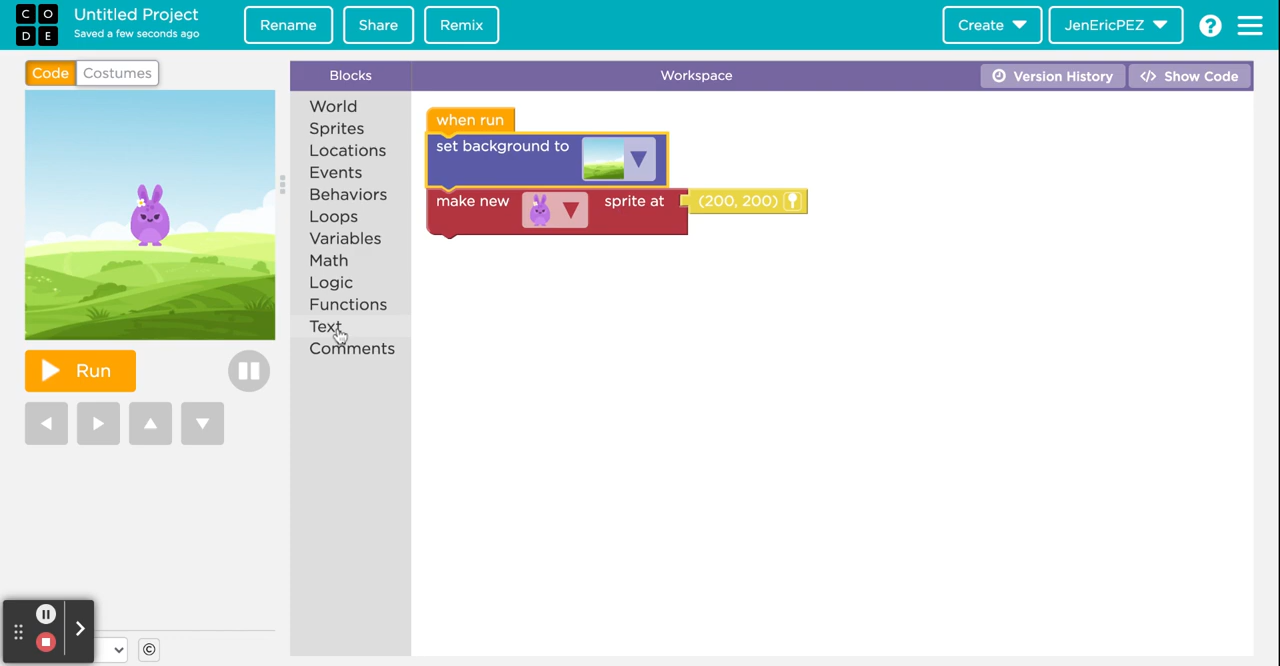 C O
D E
Untitled Project
Saved a few seconds ago
Rename
Share
Remix
Create
JenEricPEZ
?
Code
Costumes
Blocks
Workspace
Version History
</> Show Code
World
Sprites
Locations
Events
Behaviors
Loops
Variables
Math
Logic
Functions
Text
Comments
when run
set background to
make new sprite at (200, 200)
Run
©